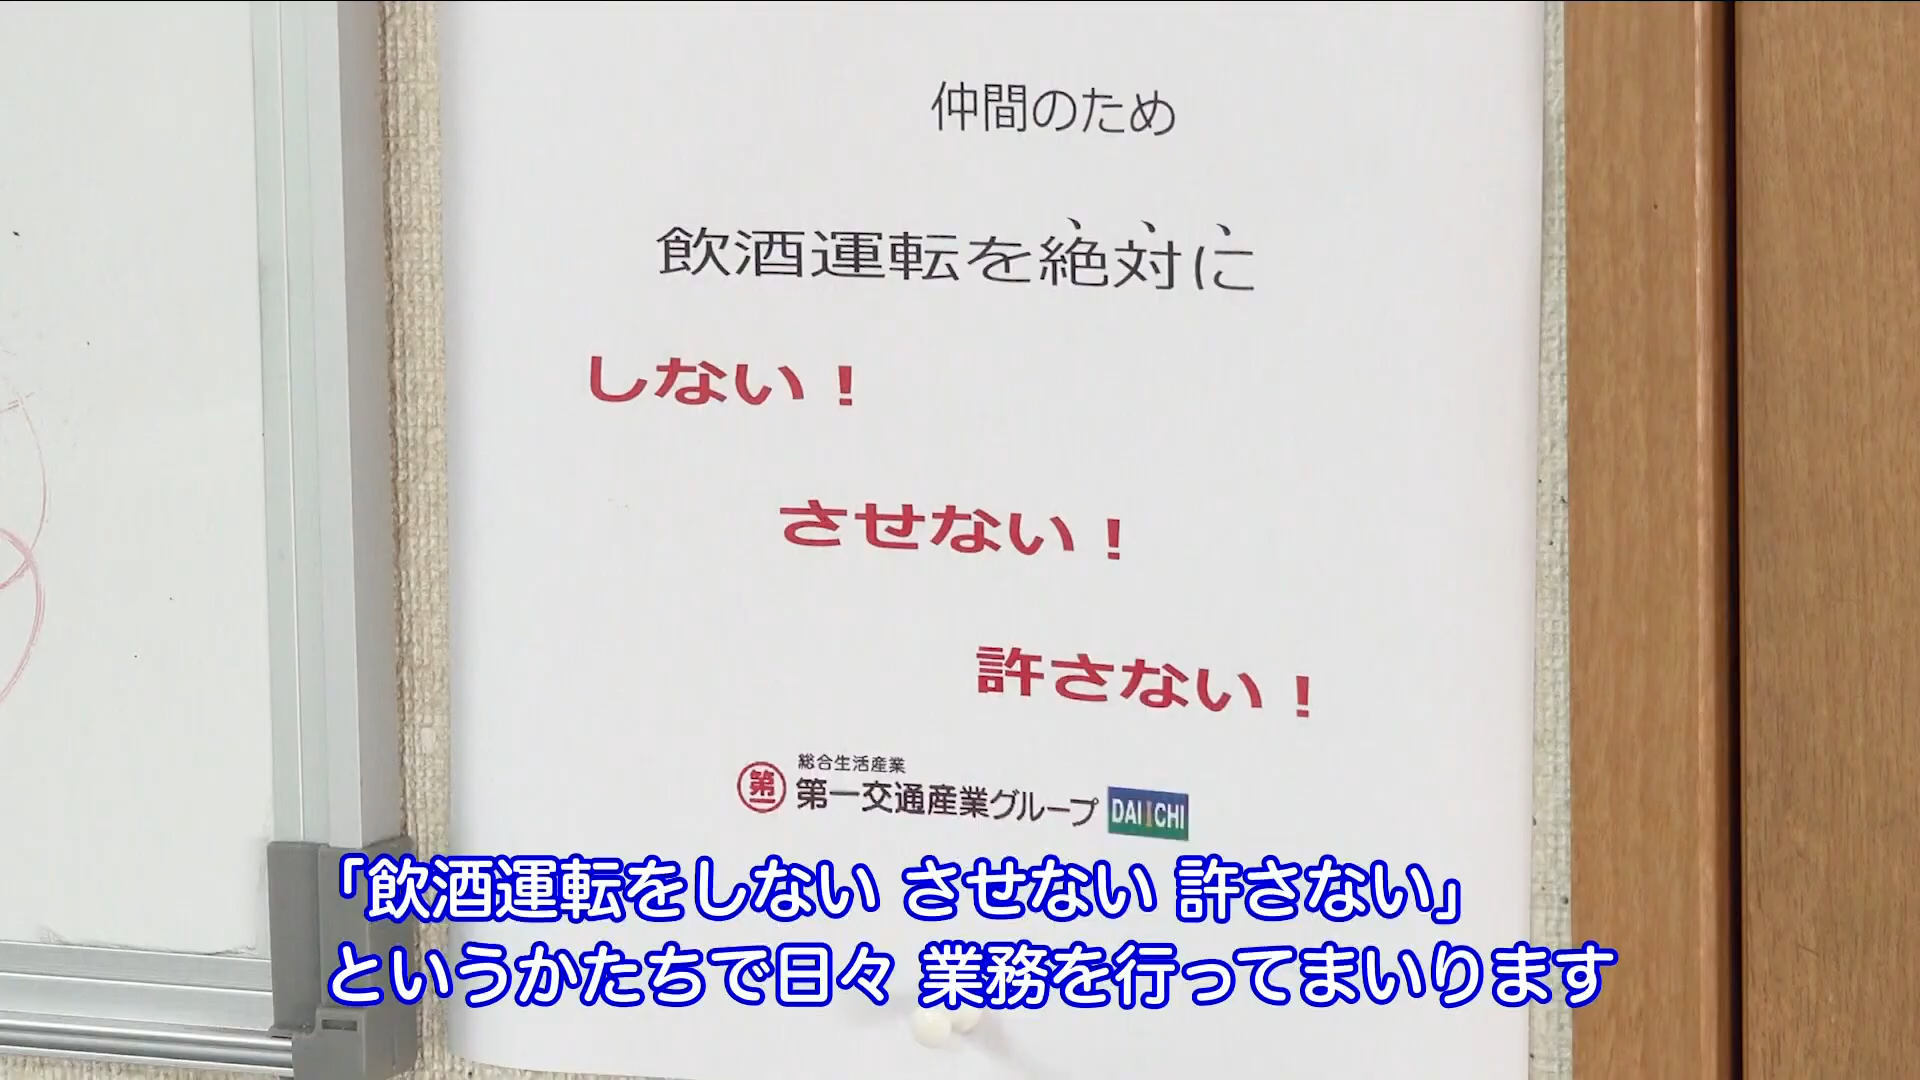 仲間のため
飲酒運転を絶対に
しない！
させない！
許さない！
総合生活産業
第一 第一交通産業グループ DAIICHI
「飲酒運転をしない させない 許さない」
というかたちで日々 業務を行ってまいります